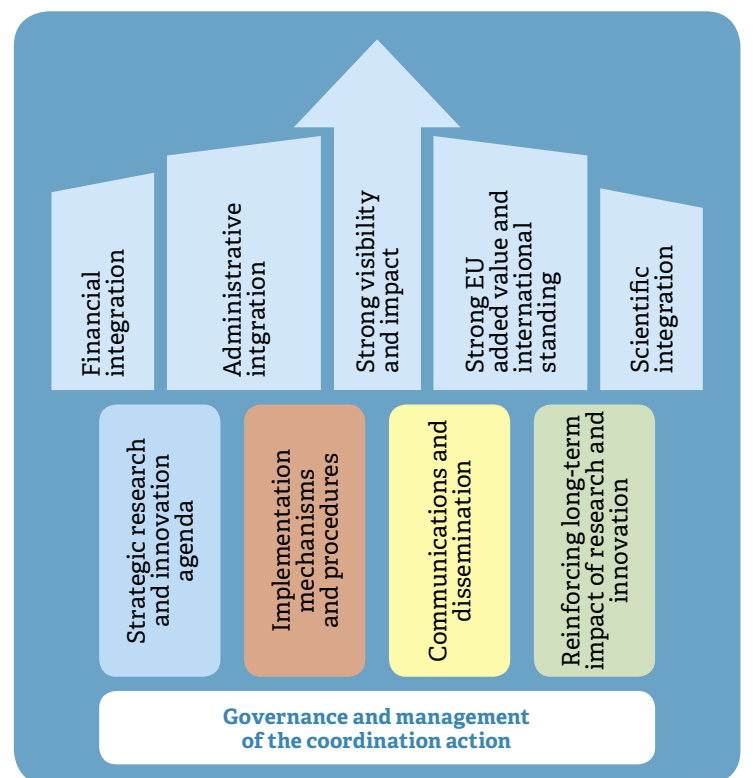 Financial
integration
Administrative
intgration
Strong visibility
and impact
Strong EU
added value and
international
standing
Scientific
integration
Strategic research
and innovation
agenda
Implementation
mechanisms
and procedures
Communications and
dissemination
Reinforcing long-term
impact of research and
innovation
Governance and management
of the coordination action